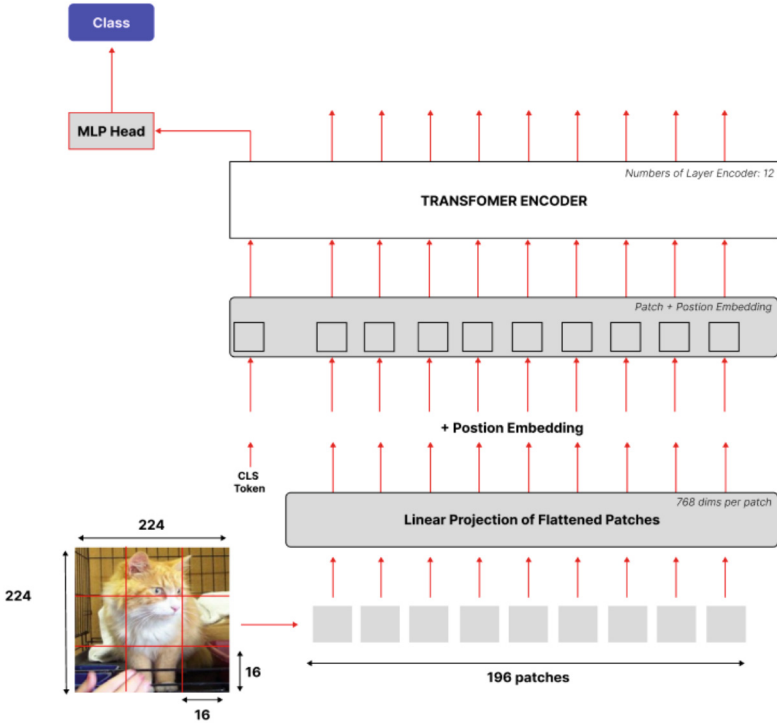 Class
MLP Head
Numbers of Layer Encoder: 12
TRANSFOMER ENCODER
Patch + Postion Embedding
+ Postion Embedding
CLS
Token
768 dims per patch
Linear Projection of Flattened Patches
224
224
16
16
196 patches